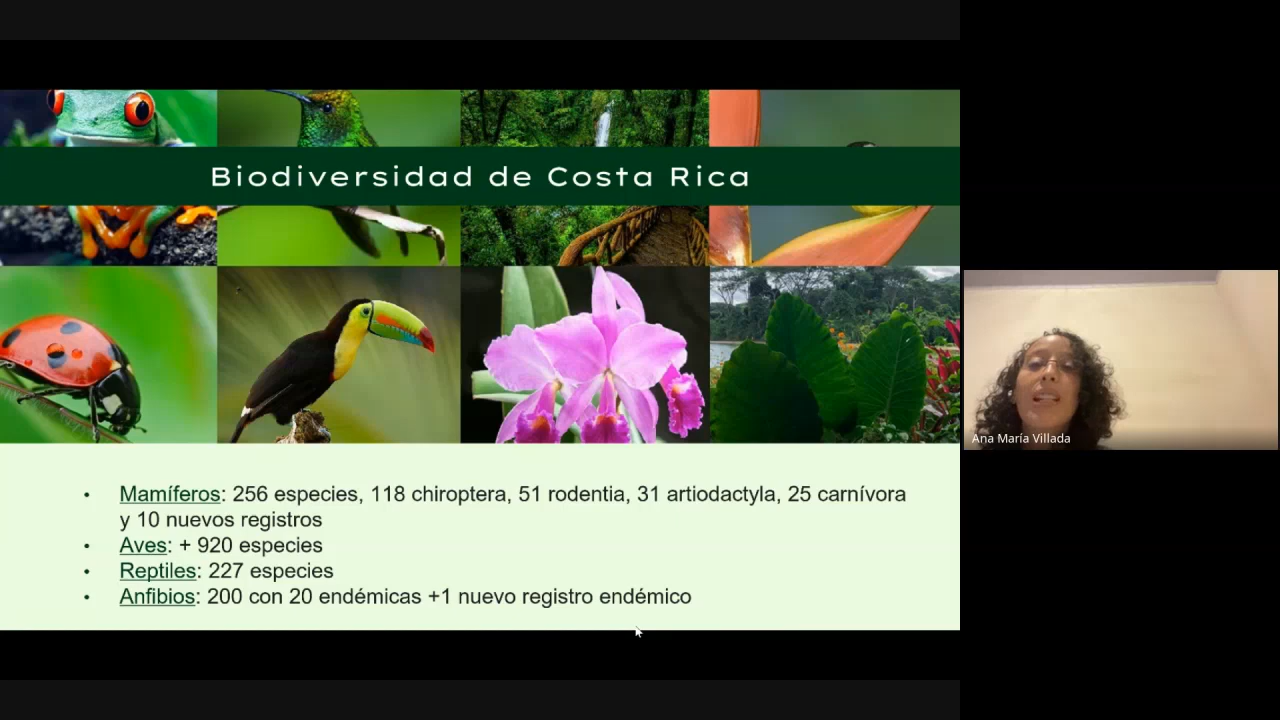 Biodiversidad de Costa Rica
• Mamíferos: 256 especies, 118 chiroptera, 51 rodentia, 31 artiodactyla, 25 carnívora
y 10 nuevos registros
• Aves: + 920 especies
• Reptiles: 227 especies
• Anfibios: 200 con 20 endémicas +1 nuevo registro endémico
Ana María Villada